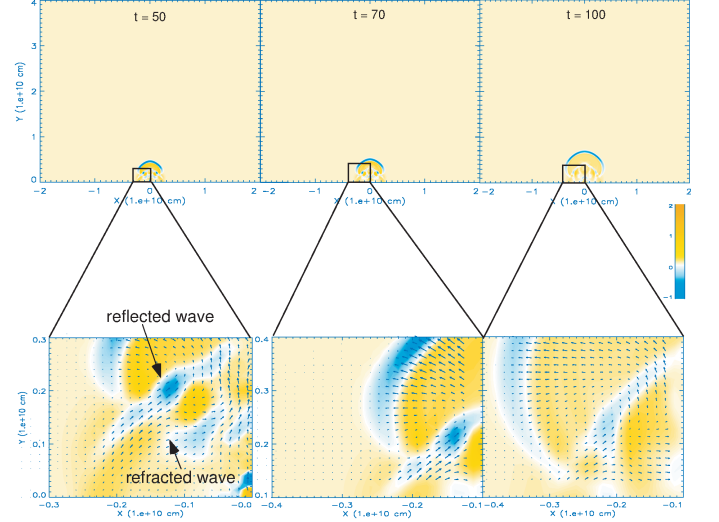 t = 50
t = 70
t = 100
4
3
2
1
0
Y (1.e+10 cm)
−2 −1 0 1 2
X (1.e+10 cm)
−2 −1 0 1 2
X (1.e+10 cm)
−2 −1 0 1 2
X (1.e+10 cm)
2
1
0
−1
reflected wave
refracted wave
0.3
0.2
0.1
0.0
Y (1.e+10 cm)
−0.3 −0.2 −0.1 −0.0
X (1.e+10 cm)
0.4
0.3
0.2
0.1
−0.4 −0.3 −0.2 −0.1
X (1.e+10 cm)
−0.3 −0.2 −0.1
X (1.e+10 cm)